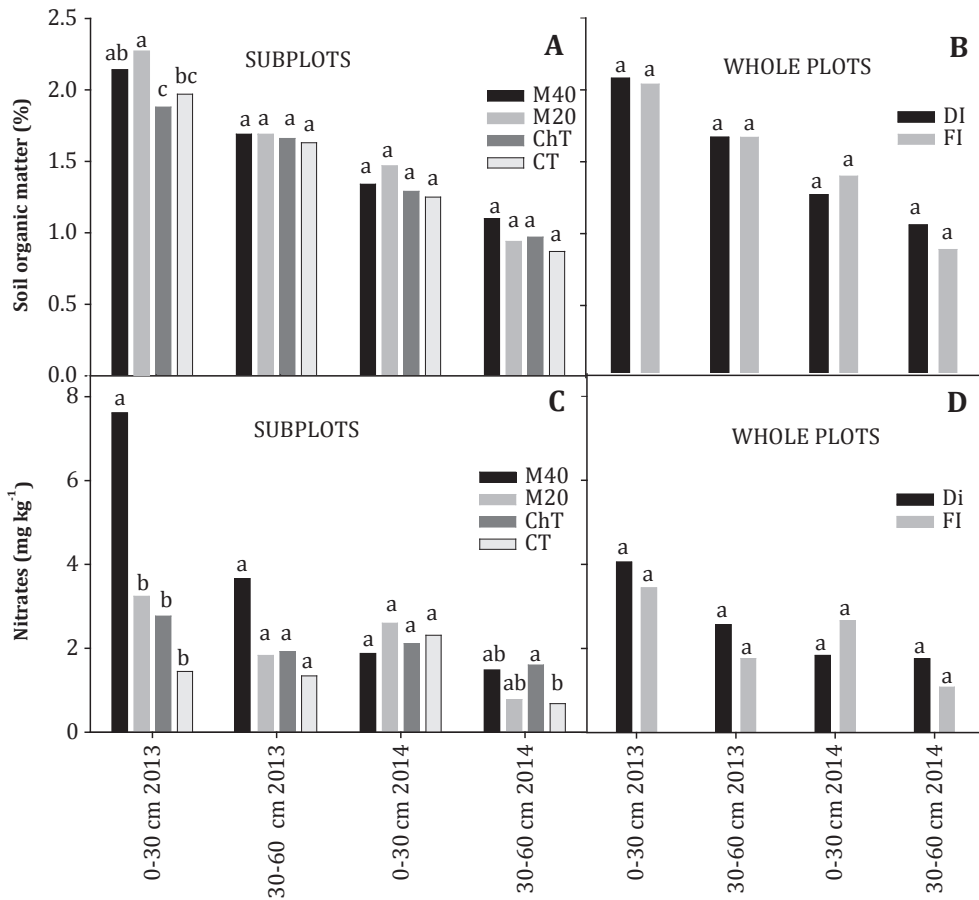 2.5
2.0
1.5
1.0
0.5
0.0
Soil organic matter (%)
A
SUBPLOTS
M40
M20
ChT
CT
ab
a
c
bc
a
a
a
a
a
a
a
a
a
a
a
a
B
WHOLE PLOTS
DI
FI
a
a
a
a
a
a
a
a
8
6
4
2
0
Nitrates (mg kg-1)
C
SUBPLOTS
M40
M20
ChT
CT
a
b
b
b
a
a
a
a
a
a
a
a
ab
ab
a
b
D
WHOLE PLOTS
Di
FI
a
a
a
a
a
a
a
a
0-30 cm 2013
30-60 cm 2013
0-30 cm 2014
30-60 cm 2014
0-30 cm 2013
30-60 cm 2013
0-30 cm 2014
30-60 cm 2014